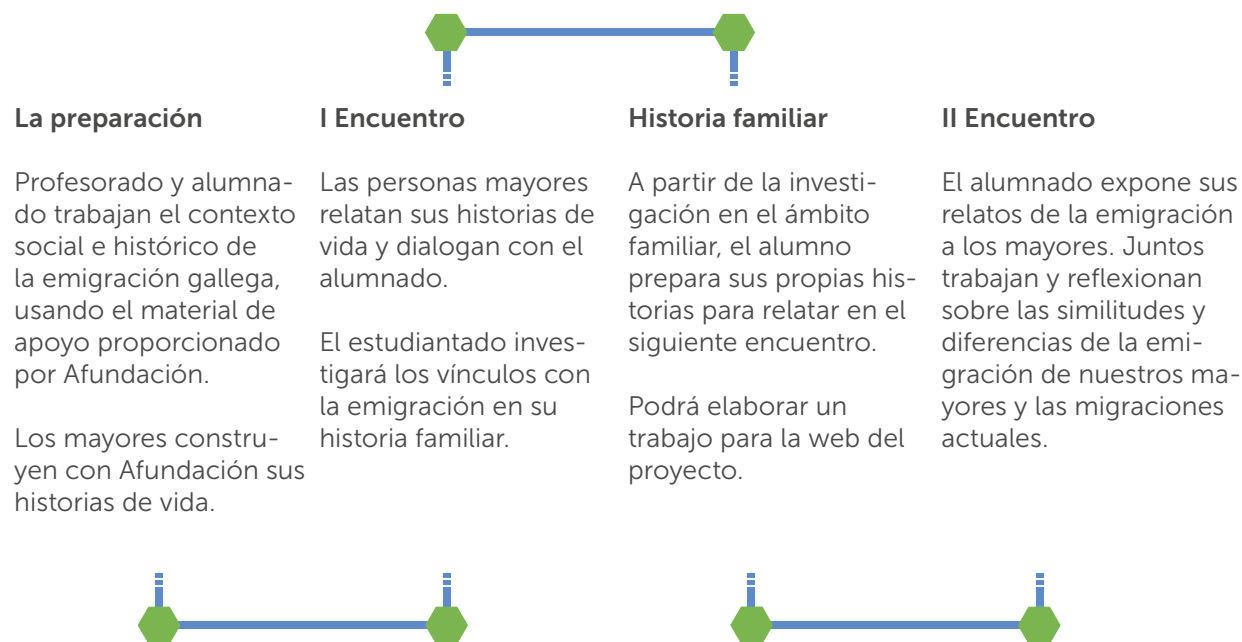 La preparación
Profesorado y alumna-
do trabajan el contexto
social e histórico de
la emigración gallega,
usando el material de
apoyo proporcionado
por Afundación.
Los mayores constru-
yen con Afundación sus
historias de vida.
I Encuentro
Las personas mayores
relatan sus historias de
vida y dialogan con el
alumnado.
El estudiantado inves-
tigará los vínculos con
la emigración en su
historia familiar.
Historia familiar
A partir de la investi-
gación en el ámbito
familiar, el alumno
prepara sus propias his-
torias para relatar en el
siguiente encuentro.
Podrá elaborar un
trabajo para la web del
proyecto.
II Encuentro
El alumnado expone sus
relatos de la emigración
a los mayores. Juntos
trabajan y reflexionan
sobre las similitudes y
diferencias de la emi-
gración de nuestros ma-
yores y las migraciones
actuales.